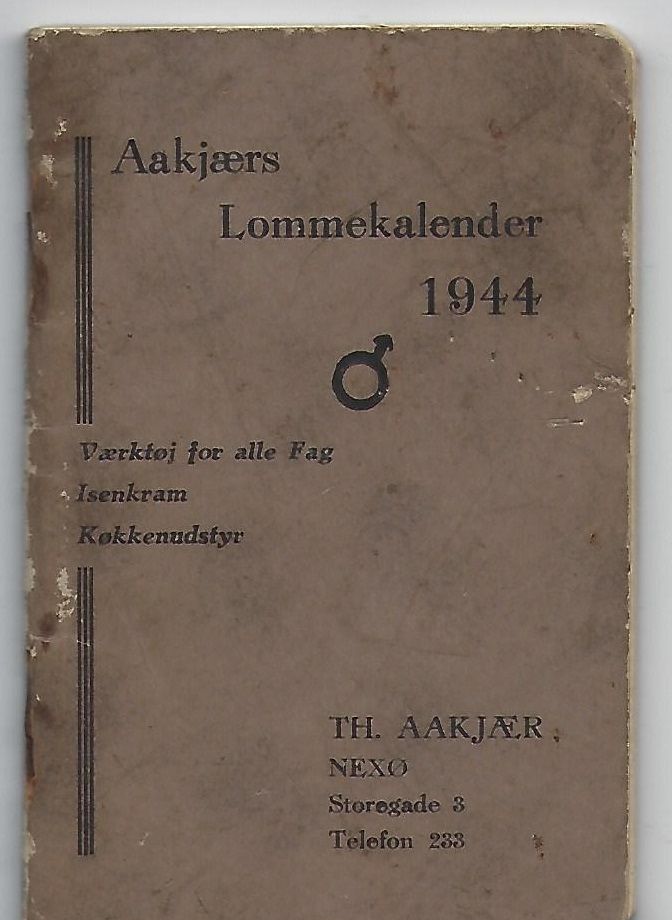 Aakjærs
Lommekalender
1944
Værktøj for alle Fag
Isenkram
Køkkenudstyr
TH. AAKJÆR
NEXØ
Storegade 3
Telefon 233